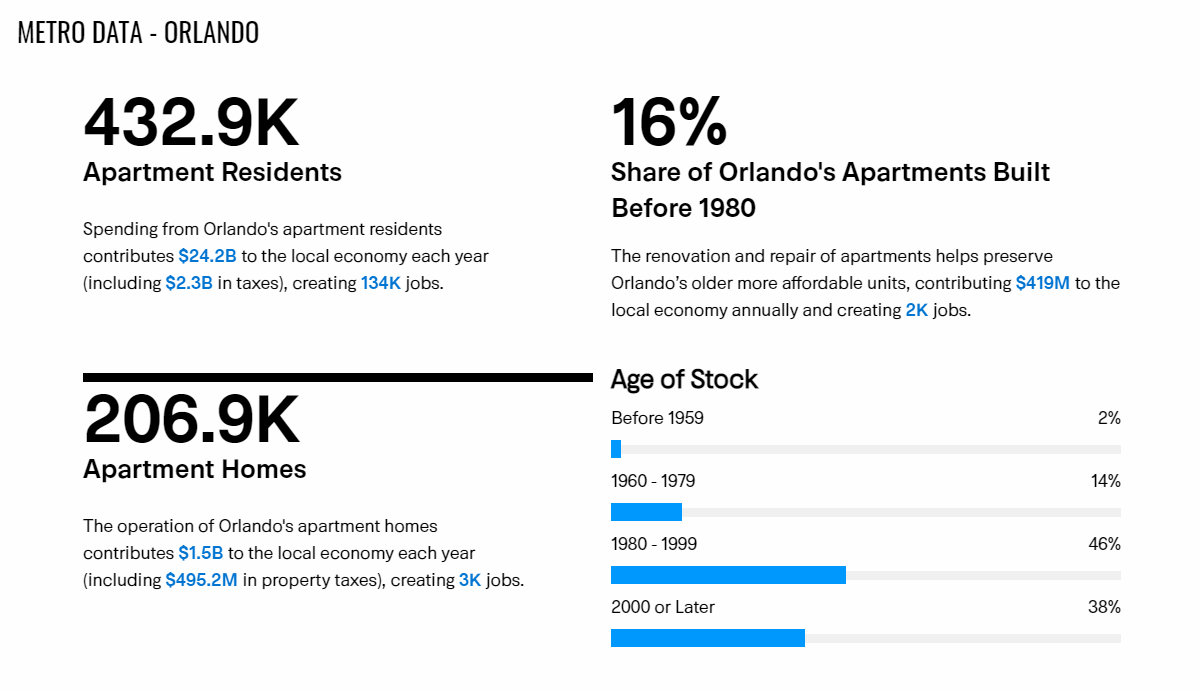 METRO DATA - ORLANDO
432.9K
Apartment Residents
Spending from Orlando's apartment residents
contributes $24.2B to the local economy each year
(including $2.3B in taxes), creating 134K jobs.
206.9K
Apartment Homes
The operation of Orlando's apartment homes
contributes $1.5B to the local economy each year
(including $495.2M in property taxes), creating 3K jobs.
16%
Share of Orlando's Apartments Built
Before 1980
The renovation and repair of apartments helps preserve
Orlando’s older more affordable units, contributing $419M to the
local economy annually and creating 2K jobs.
Age of Stock
Before 1959 2%
1960 - 1979 14%
1980 - 1999 46%
2000 or Later 38%